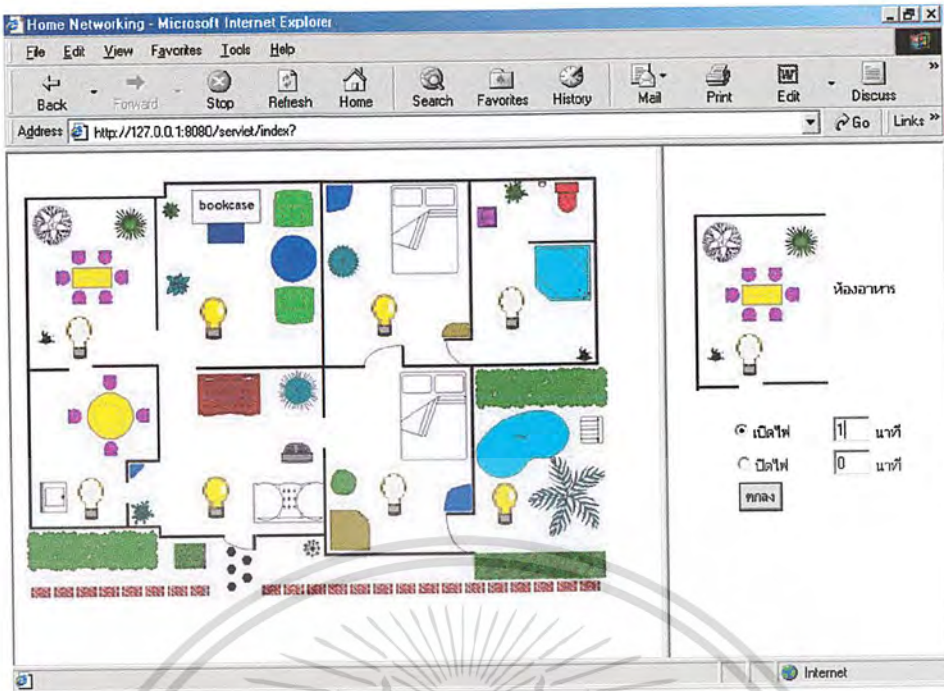 Home Networking - Microsoft Internet Explorer
File Edit View Favorites Tools Help
Back Forward Stop Refresh Home Search Favorites History Mail Print Edit Discuss »
Address http://127.0.0.1:8080/servlet/index? Go Links »
bookcase
ห้องอาหาร
เปิดไฟ 1 นาที
ปิดไฟ 0 นาที
ตกลง
Internet